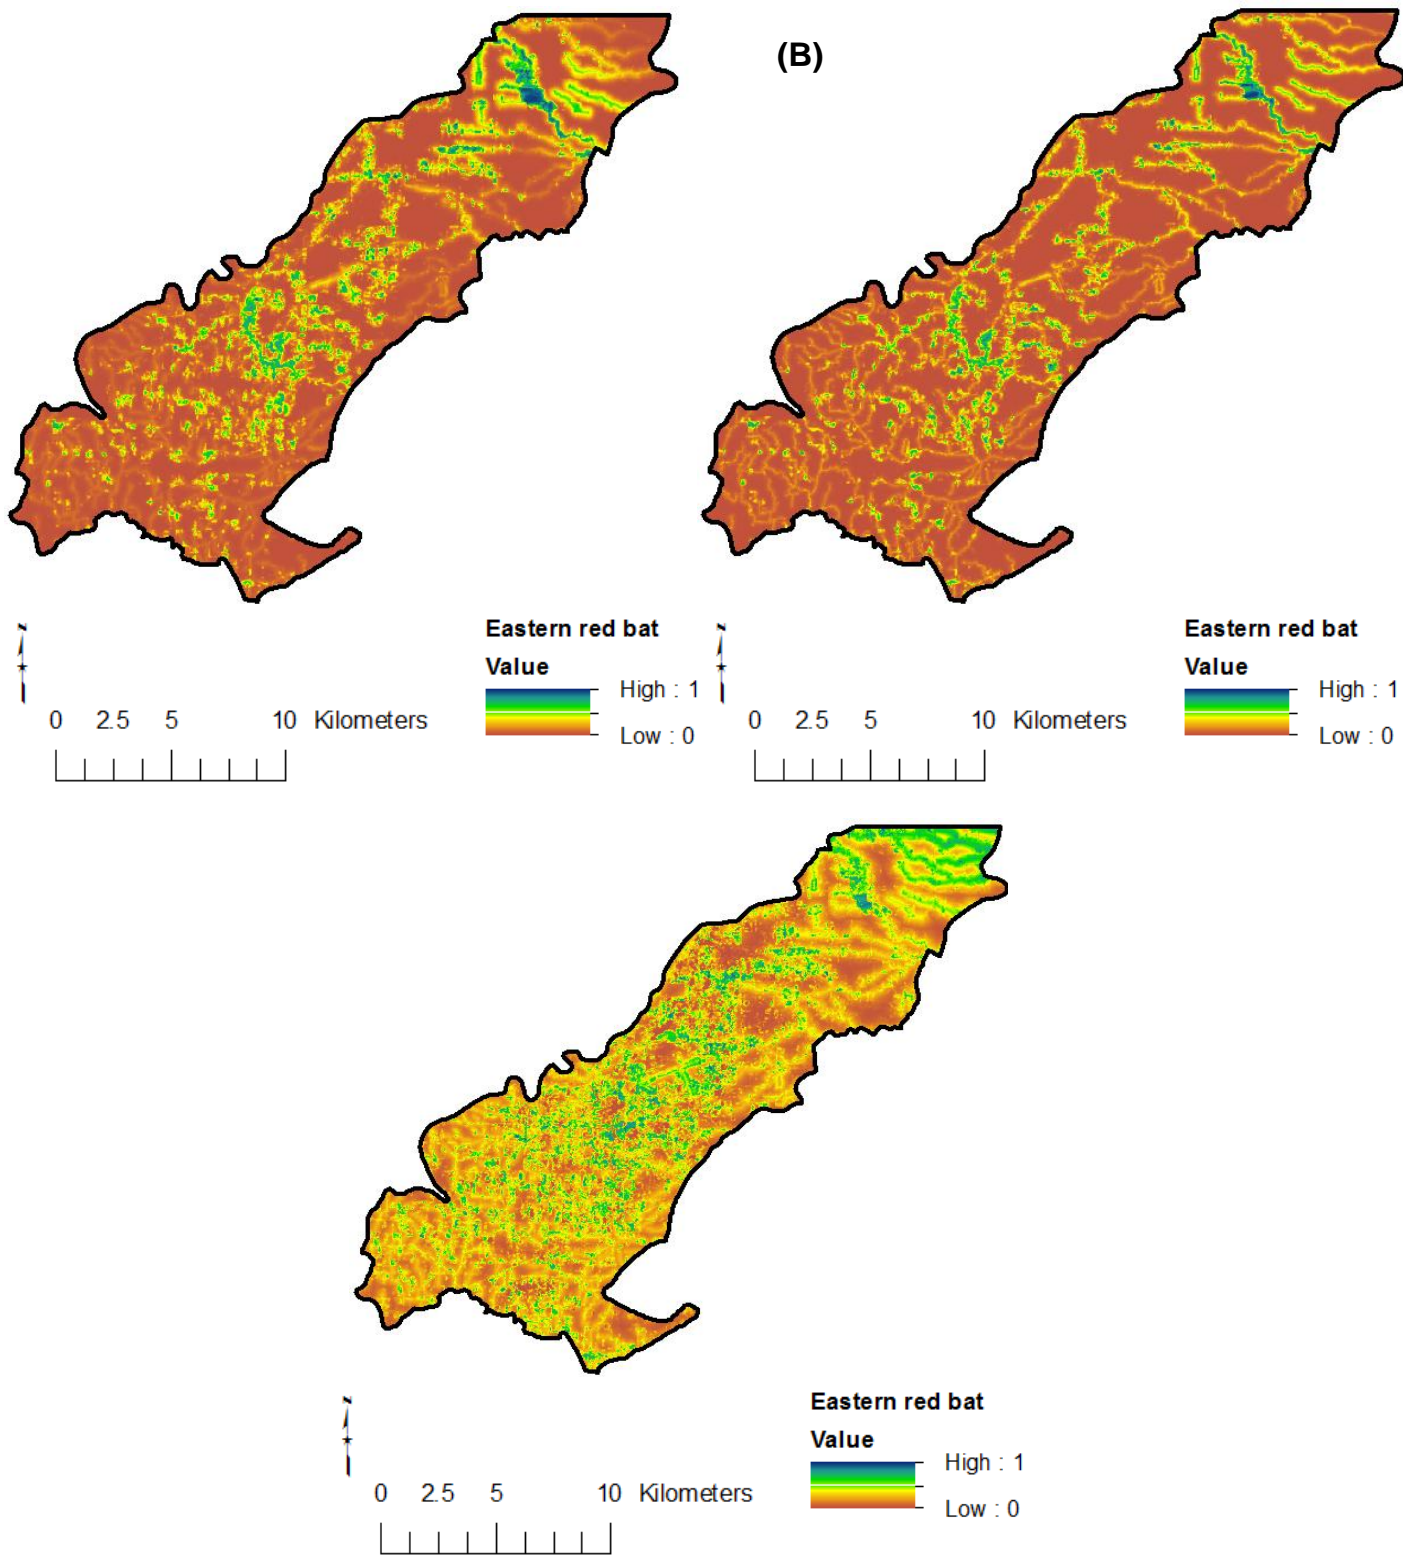 (B)
Eastern red bat
Value
High : 1
Low : 0
N
0 2.5 5 10 Kilometers
Eastern red bat
Value
High : 1
Low : 0
N
0 2.5 5 10 Kilometers
Eastern red bat
Value
High : 1
Low : 0
N
0 2.5 5 10 Kilometers